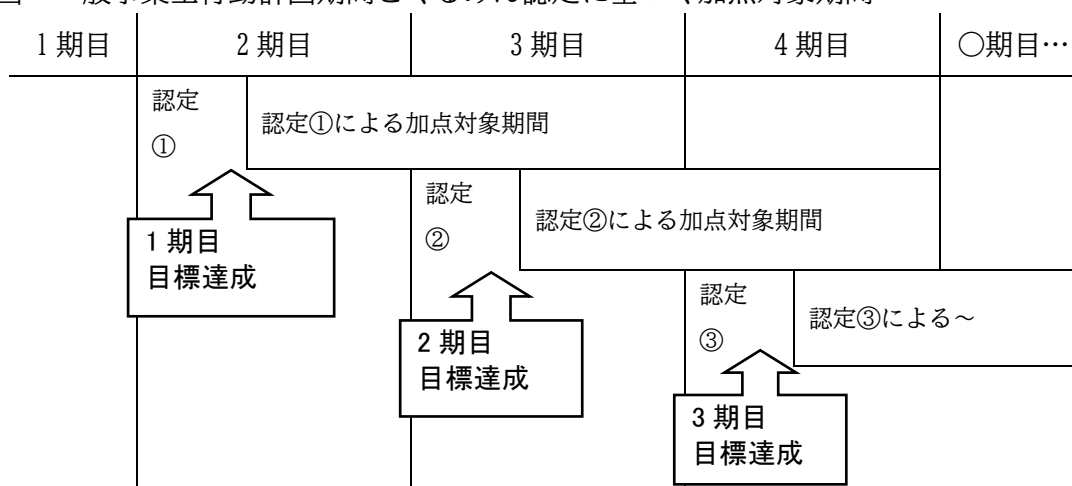 1期目 2期目 3期目 4期目 ○期目…
認定
①
認定①による加点対象期間
1期目
目標達成
認定
②
認定②による加点対象期間
2期目
目標達成
認定
③
認定③による~
3期目
目標達成